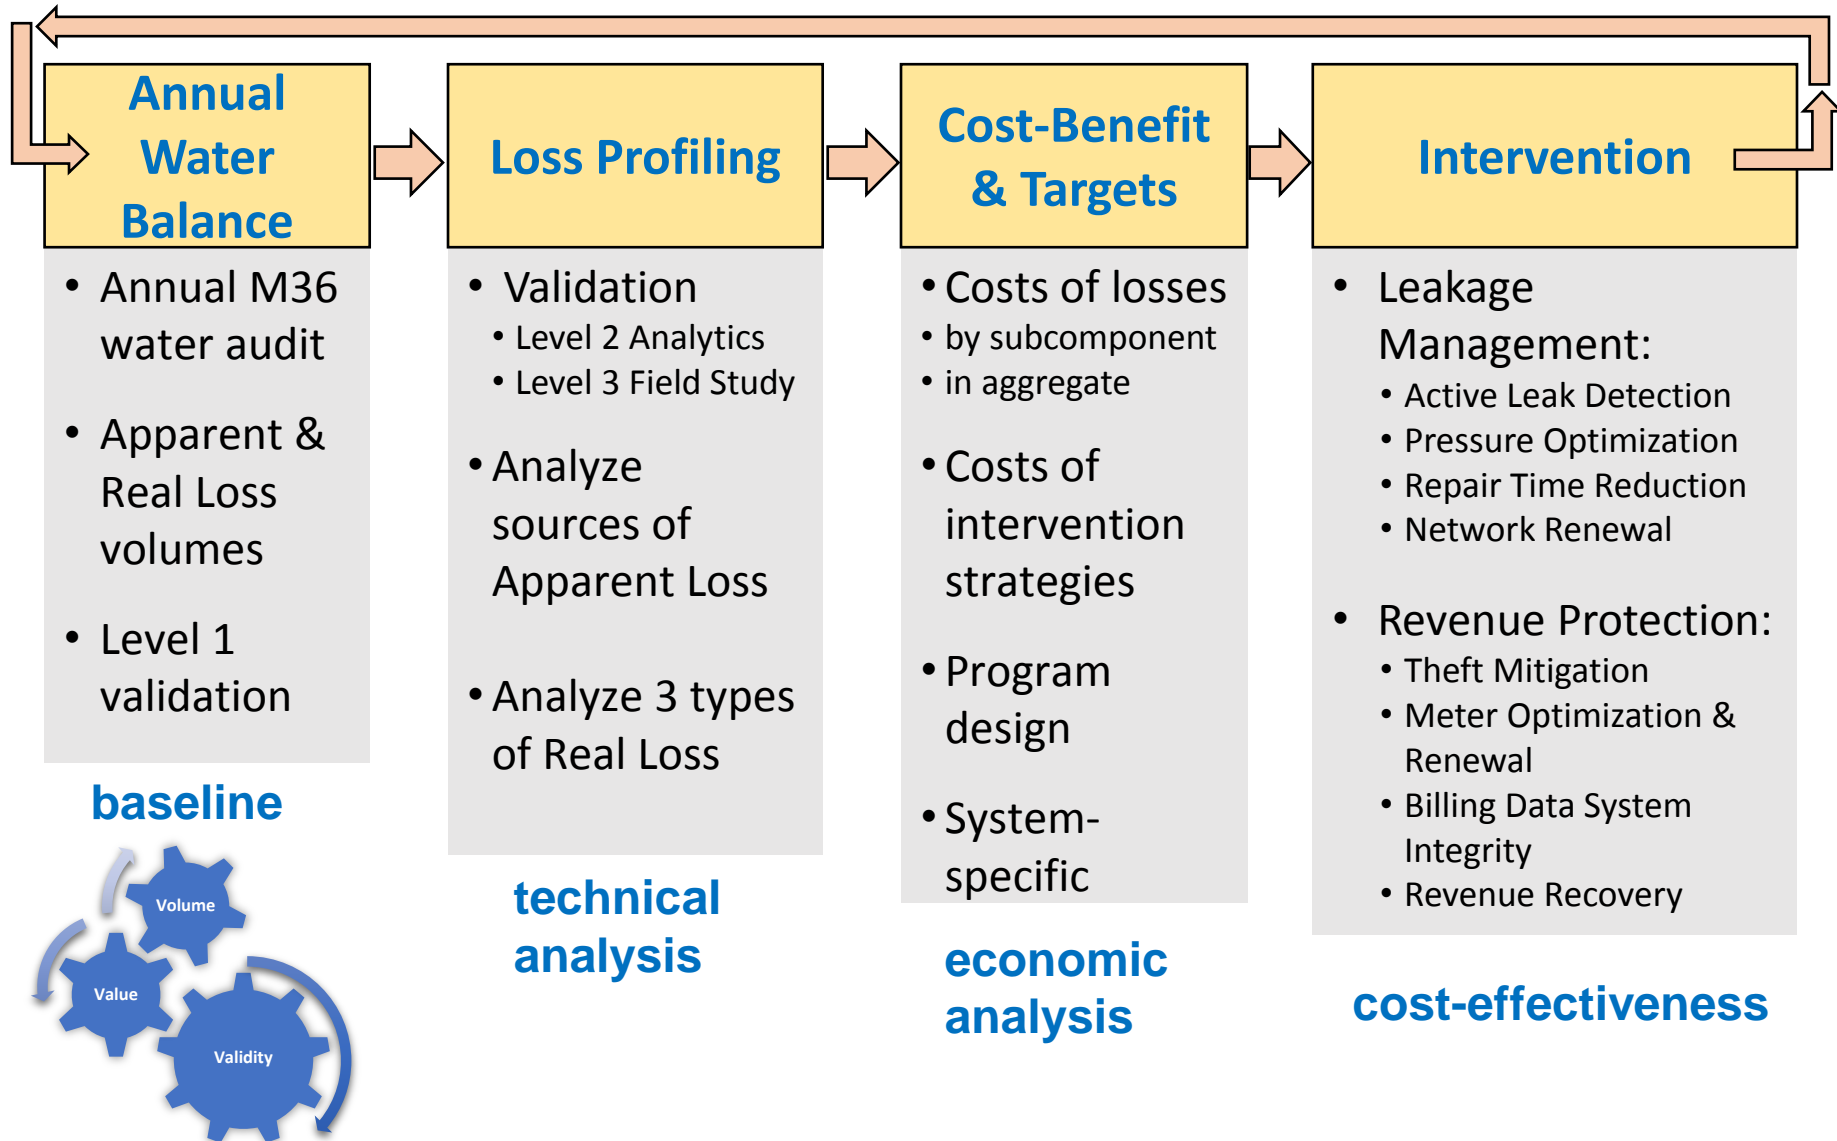 Annual
Water
Balance
• Annual M36
water audit
• Apparent &
Real Loss
volumes
• Level 1
validation
baseline
Volume
Value
Validity
Loss Profiling
• Validation
• Level 2 Analytics
• Level 3 Field Study
• Analyze
sources of
Apparent Loss
• Analyze 3 types
of Real Loss
technical
analysis
Cost-Benefit
& Targets
• Costs of losses
• by subcomponent
• in aggregate
• Costs of
intervention
strategies
• Program
design
• System-
specific
economic
analysis
Intervention
• Leakage
Management:
• Active Leak Detection
• Pressure Optimization
• Repair Time Reduction
• Network Renewal
• Revenue Protection:
• Theft Mitigation
• Meter Optimization &
Renewal
• Billing Data System
Integrity
• Revenue Recovery
cost-effectiveness